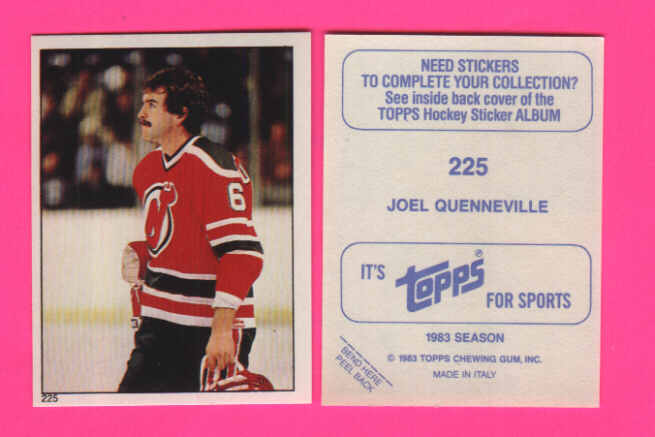 6
225
NEED STICKERS
TO COMPLETE YOUR COLLECTION?
See inside back cover of the
TOPPS Hockey Sticker ALBUM
225
JOEL QUENNEVILLE
IT'S topps® FOR SPORTS
1983 SEASON
© 1983 TOPPS CHEWING GUM, INC.
MADE IN ITALY
BEND HERE
PEEL BACK